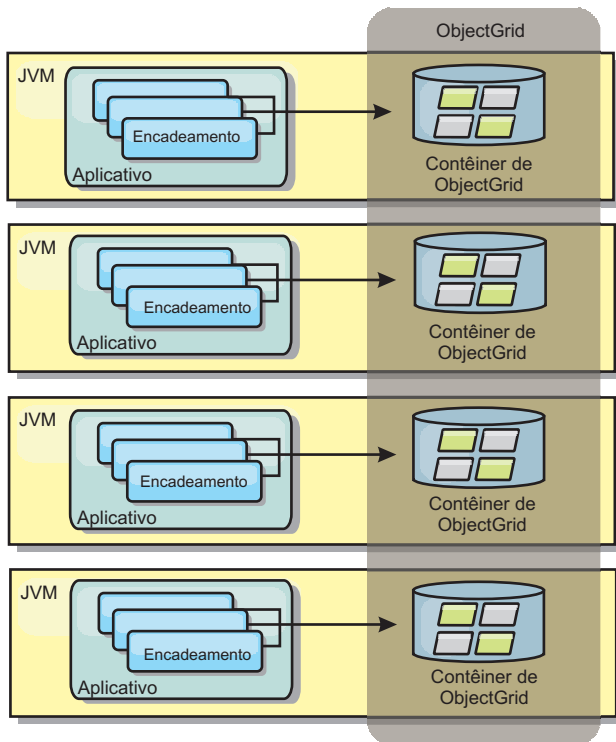 ObjectGrid
JVM
Encadeamento
Aplicativo
Contêiner de
ObjectGrid
JVM
Encadeamento
Aplicativo
Contêiner de
ObjectGrid
JVM
Encadeamento
Aplicativo
Contêiner de
ObjectGrid
JVM
Encadeamento
Aplicativo
Contêiner de
ObjectGrid